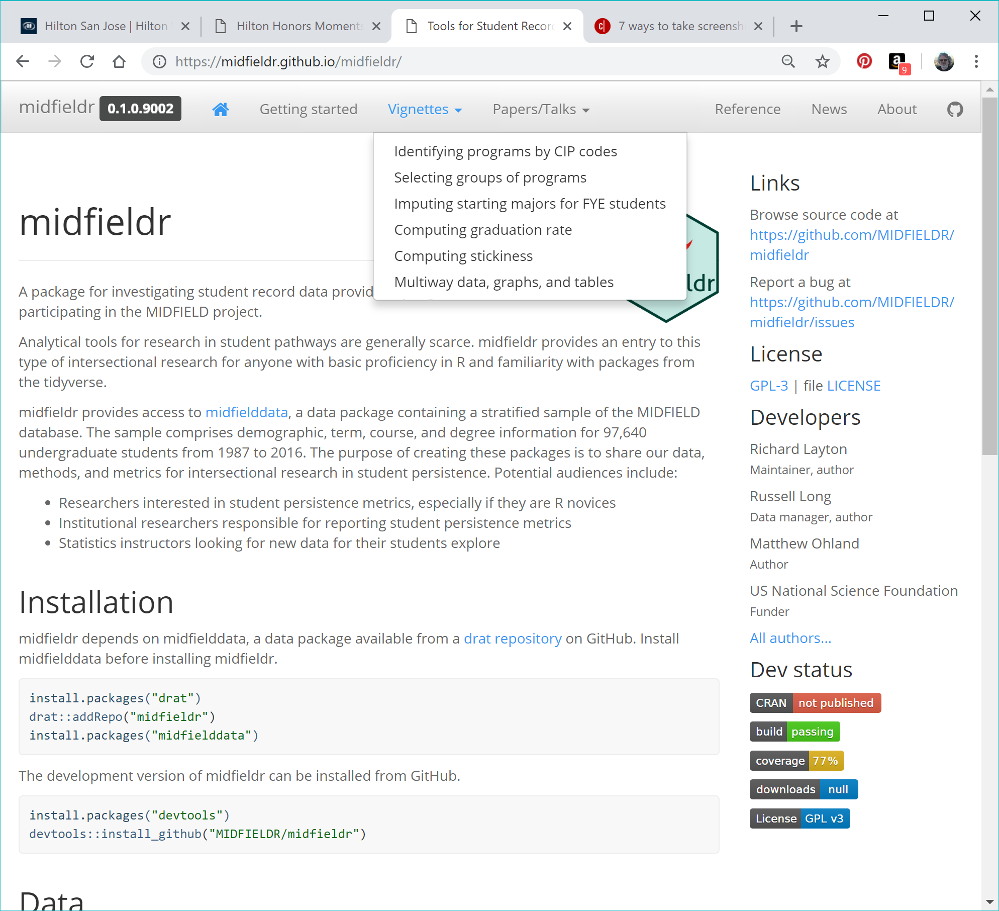 Hilton San Jose | Hilton
Hilton Honors Moments
Tools for Student Recor
7 ways to take screensh
https://midfieldr.github.io/midfieldr/
9
midfieldr 0.1.0.9002 Getting started Vignettes Papers/Talks Reference News About
Identifying programs by CIP codes
Selecting groups of programs
Imputing starting majors for FYE students
Computing graduation rate
Computing stickiness
Multiway data, graphs, and tables
ldr
midfieldr
A package for investigating student record data provid
participating in the MIDFIELD project.
Analytical tools for research in student pathways are generally scarce. midfieldr provides an entry to this
type of intersectional research for anyone with basic proficiency in R and familiarity with packages from
the tidyverse.
midfieldr provides access to midfielddata, a data package containing a stratified sample of the MIDFIELD
database. The sample comprises demographic, term, course, and degree information for 97,640
undergraduate students from 1987 to 2016. The purpose of creating these packages is to share our data,
methods, and metrics for intersectional research in student persistence. Potential audiences include:
• Researchers interested in student persistence metrics, especially if they are R novices
• Institutional researchers responsible for reporting student persistence metrics
• Statistics instructors looking for new data for their students explore
Installation
midfieldr depends on midfielddata, a data package available from a drat repository on GitHub. Install
midfielddata before installing midfieldr.
install.packages("drat")
drat::addRepo("midfieldr")
install.packages("midfielddata")
The development version of midfieldr can be installed from GitHub.
install.packages("devtools")
devtools::install_github("MIDFIELDR/midfieldr")
Data
Links
Browse source code at
https://github.com/MIDFIELDR/
midfieldr
Report a bug at
https://github.com/MIDFIELDR/
midfieldr/issues
License
GPL-3 | file LICENSE
Developers
Richard Layton
Maintainer, author
Russell Long
Data manager, author
Matthew Ohland
Author
US National Science Foundation
Funder
All authors...
Dev status
CRAN not published
build passing
coverage 77%
downloads null
License GPL v3